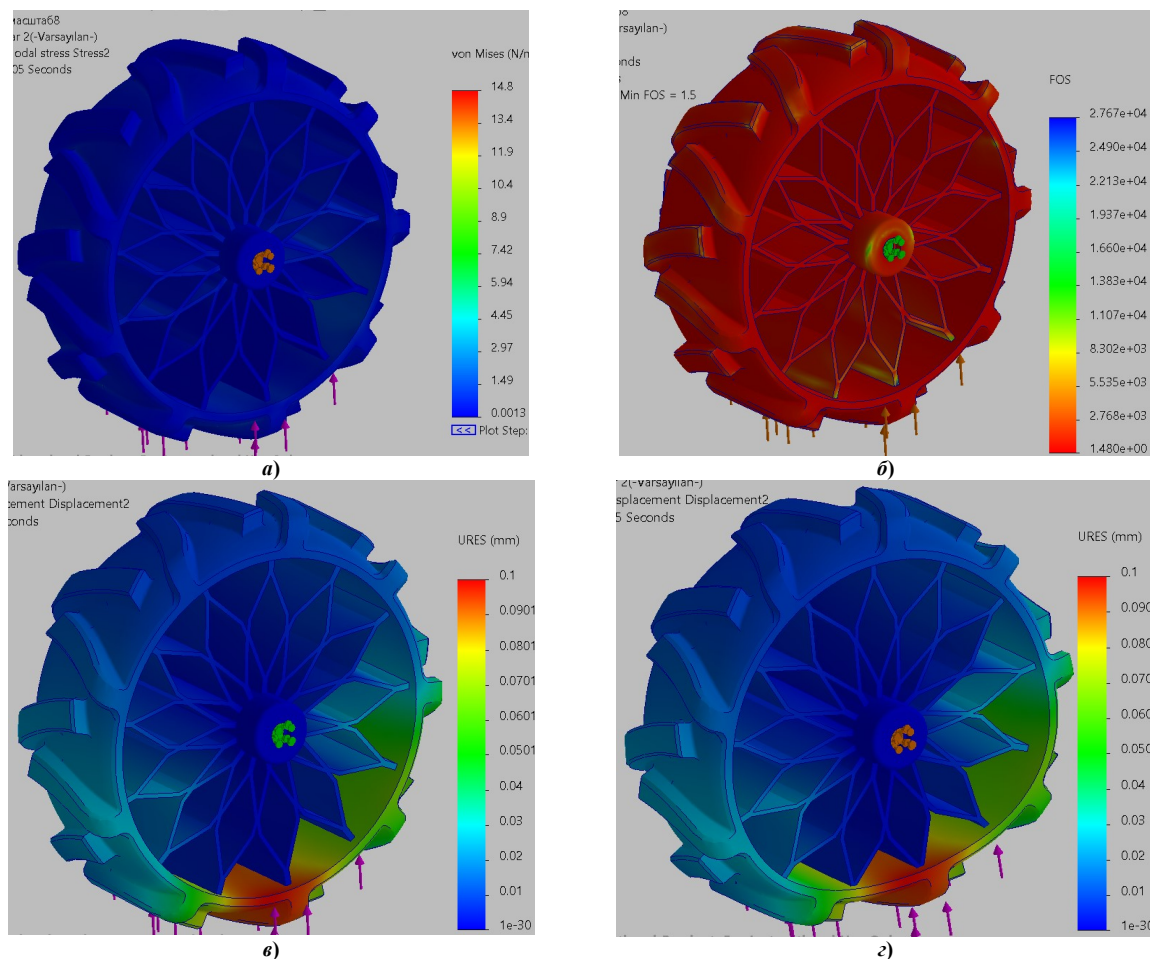 масшта68
ar 2(-Varsayılan-)
odal stress Stress2
05 Seconds
von Mises (N/m
14.8
13.4
11.9
10.4
8.9
7.42
5.94
4.45
2.97
1.49
0.0013
<< Plot Step:
а)
68
rsayılan-)
onds
s
Min FOS = 1.5
FOS
2.767e+04
2.490e+04
2.213e+04
1.937e+04
1.660e+04
1.383e+04
1.107e+04
8.302e+03
5.535e+03
2.768e+03
1.480e+00
б)
Varsayılan-)
cement Displacement2
conds
URES (mm)
0.1
0.0901
0.0801
0.0701
0.0601
0.0501
0.04
0.03
0.02
0.01
1e-30
в)
r 2(-Varsayılan-)
splacement Displacement2
5 Seconds
URES (mm)
0.1
0.090
0.080
0.070
0.060
0.050
0.040
0.030
0.020
0.010
1e-30
г)